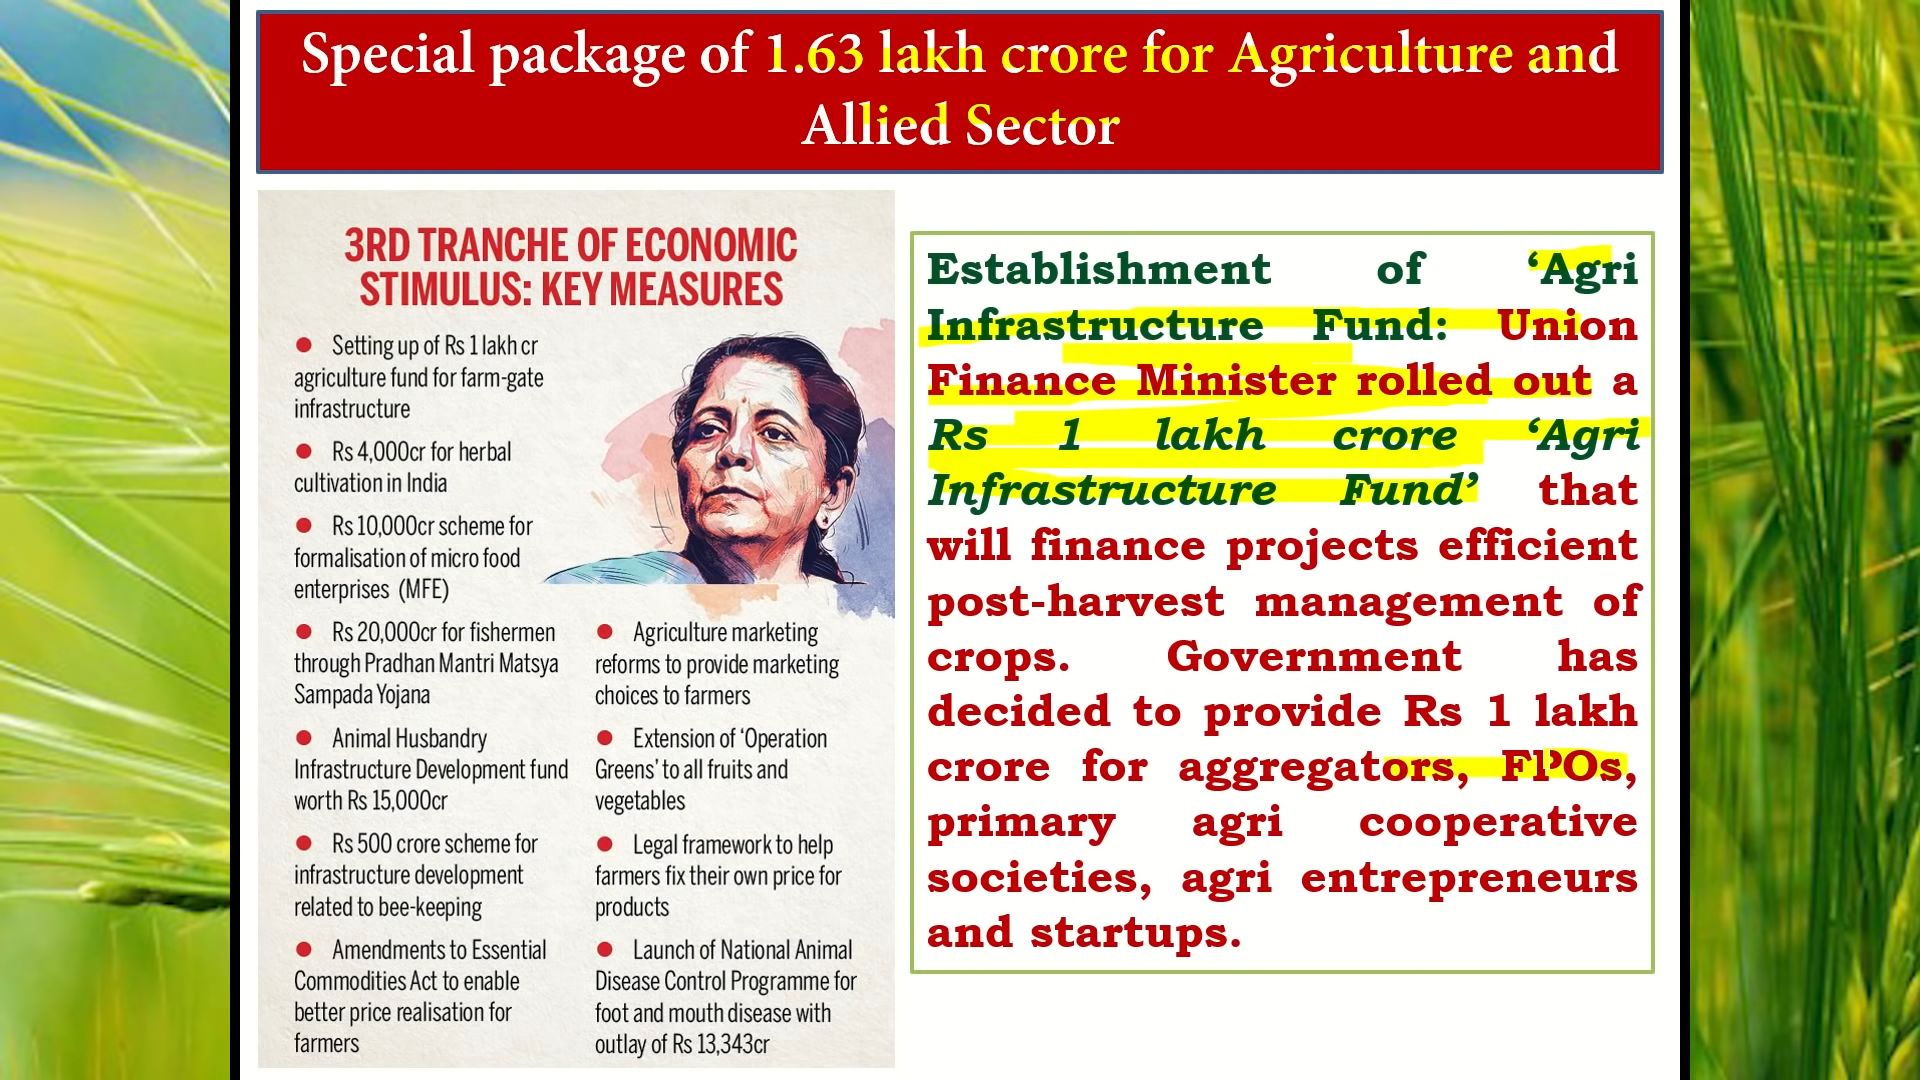 Special package of 1.63 lakh crore for Agriculture and
Allied Sector
3RD TRANCHE OF ECONOMIC
STIMULUS: KEY MEASURES
● Setting up of Rs 1 lakh cr
agriculture fund for farm-gate
infrastructure
● Rs 4,000cr for herbal
cultivation in India
● Rs 10,000cr scheme for
formalisation of micro food
enterprises (MFE)
● Rs 20,000cr for fishermen
through Pradhan Mantri Matsya
Sampada Yojana
● Animal Husbandry
Infrastructure Development fund
worth Rs 15,000cr
● Rs 500 crore scheme for
infrastructure development
related to bee-keeping
● Amendments to Essential
Commodities Act to enable
better price realisation for
farmers
● Agriculture marketing
reforms to provide marketing
choices to farmers
● Extension of ‘Operation
Greens’ to all fruits and
vegetables
● Legal framework to help
farmers fix their own price for
products
● Launch of National Animal
Disease Control Programme for
foot and mouth disease with
outlay of Rs 13,343cr
Establishment of ‘Agri
Infrastructure Fund: Union
Finance Minister rolled out a
Rs 1 lakh crore ‘Agri
Infrastructure Fund’ that
will finance projects efficient
post-harvest management of
crops. Government has
decided to provide Rs 1 lakh
crore for aggregators, FPOs,
primary agri cooperative
societies, agri entrepreneurs
and startups.